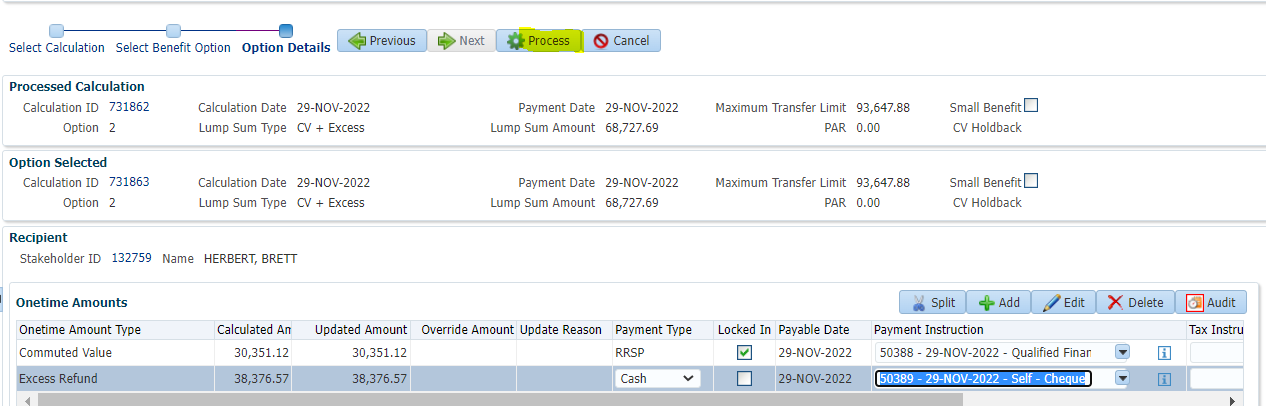 Select Calculation Select Benefit Option Option Details Previous Next Process Cancel
Processed Calculation
Calculation ID 731862 Calculation Date 29-NOV-2022 Payment Date 29-NOV-2022 Maximum Transfer Limit 93,647.88 Small Benefit
Option 2 Lump Sum Type CV + Excess Lump Sum Amount 68,727.69 PAR 0.00 CV Holdback
Option Selected
Calculation ID 731863 Calculation Date 29-NOV-2022 Payment Date 29-NOV-2022 Maximum Transfer Limit 93,647.88 Small Benefit
Option 2 Lump Sum Type CV + Excess Lump Sum Amount 68,727.69 PAR 0.00 CV Holdback
Recipient
Stakeholder ID 132759 Name HERBERT, BRETT
Onetime Amounts Split Add Edit Delete Audit
Onetime Amount Type Calculated An Updated Amount Override Amount Update Reason Payment Type Locked In Payable Date Payment Instruction Tax Instru
Commuted Value 30,351.12 30,351.12 RRSP 29-NOV-2022 50388 - 29-NOV-2022 - Qualified Finan
Excess Refund 38,376.57 38,376.57 Cash 29-NOV-2022 50389 - 29-NOV-2022 - Self - Cheque